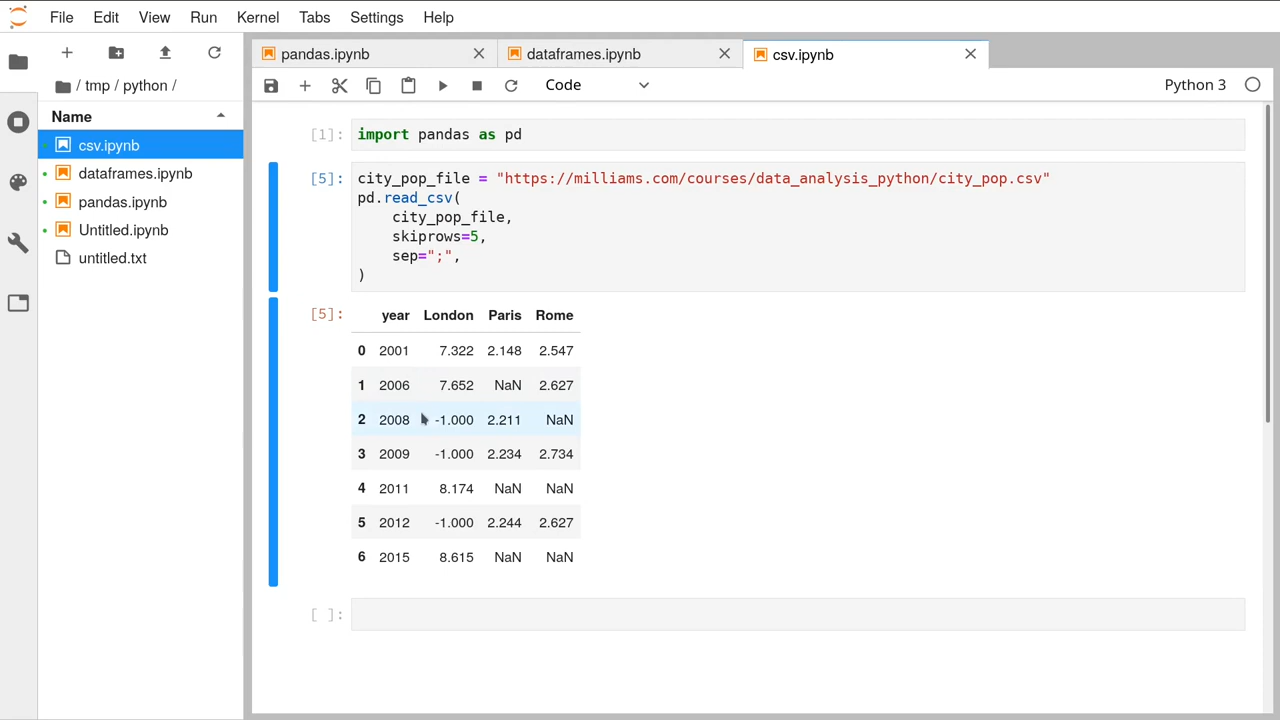 File Edit View Run Kernel Tabs Settings Help
pandas.ipynb
dataframes.ipynb
csv.ipynb
/ tmp / python /
Code
Python 3
Name
csv.ipynb
dataframes.ipynb
pandas.ipynb
Untitled.ipynb
untitled.txt
[1]: import pandas as pd
[5]: city_pop_file = "https://milliams.com/courses/data_analysis_python/city_pop.csv"
pd.read_csv(
    city_pop_file,
    skiprows=5,
    sep=";",
)
[5]: year London Paris Rome
0 2001 7.322 2.148 2.547
1 2006 7.652 NaN 2.627
2 2008 -1.000 2.211 NaN
3 2009 -1.000 2.234 2.734
4 2011 8.174 NaN NaN
5 2012 -1.000 2.244 2.627
6 2015 8.615 NaN NaN
[ ]: